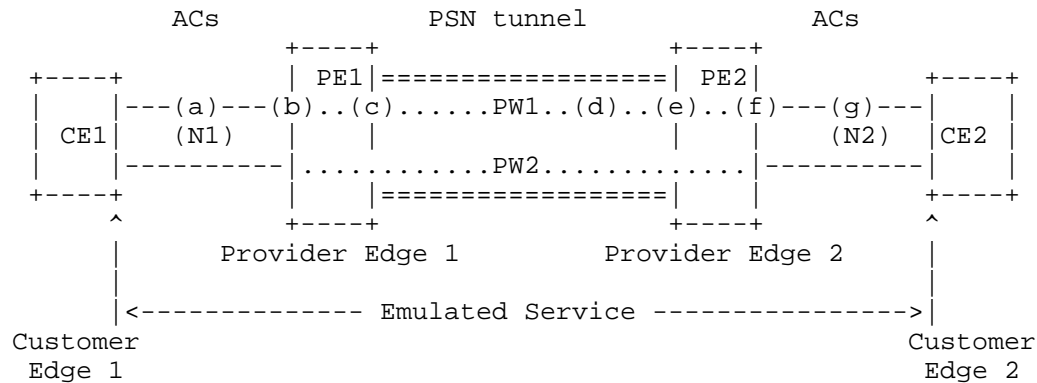 ACs             PSN tunnel               ACs
                    +----+                  +----+
   +----+           | PE1|==================| PE2|          +----+
   |    |---(a)---(b)..(c)......PW1..(d)..(e)..(f)---(g)---|    |
   | CE1|   (N1)    |    |                  |    |    (N2)  |CE2 |
   |    |-----------|............PW2.............|----------|    |
   +----+           |    |==================|    |          +----+
        ^           +----+                  +----+          ^
        |      Provider Edge 1         Provider Edge 2      |
        |                                                   |
        |<-------------- Emulated Service ---------------->|
  Customer                                                Customer
   Edge 1                                                  Edge 2